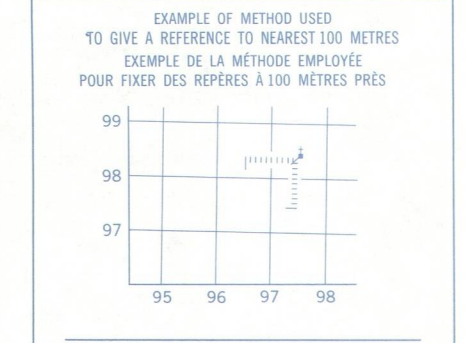 EXAMPLE OF METHOD USED
TO GIVE A REFERENCE TO NEAREST 100 METRES
EXEMPLE DE LA MÉTHODE EMPLOYÉE
POUR FIXER DES REPÈRES À 100 MÈTRES PRÈS
99
98
97
95 96 97 98